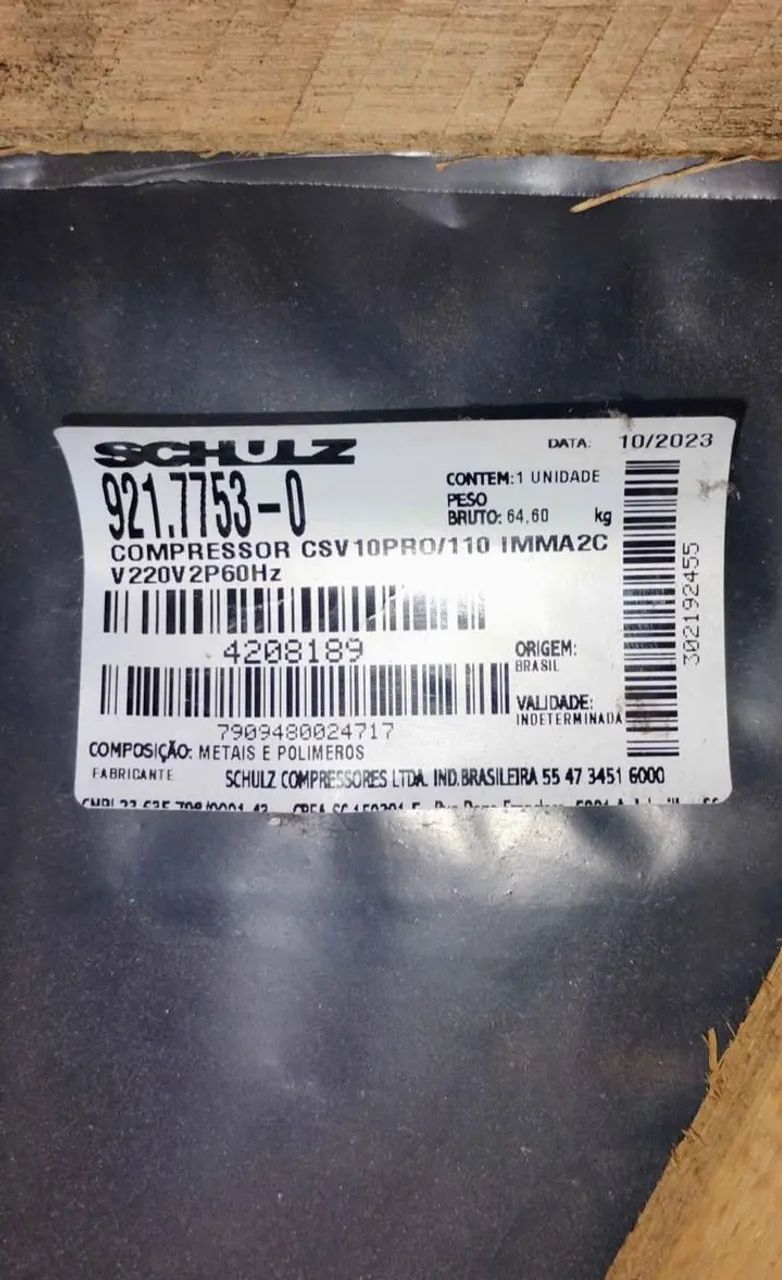 SCHULZ
DATA: 10/2023
921.7753-0
CONTEM:1 UNIDADE
PESO
BRUTO: 64,60 kg
COMPRESSOR CSV10PRO/110 IMMA2C
V220V2P60Hz
4208189
302192455
ORIGEM:
BRASIL
VALIDADE:
INDETERMINADA
7909480024717
COMPOSIÇÃO: METAIS E POLIMEROS
FABRICANTE SCHULZ COMPRESSORES LTDA. IND.BRASILEIRA 55 47 3451 6000